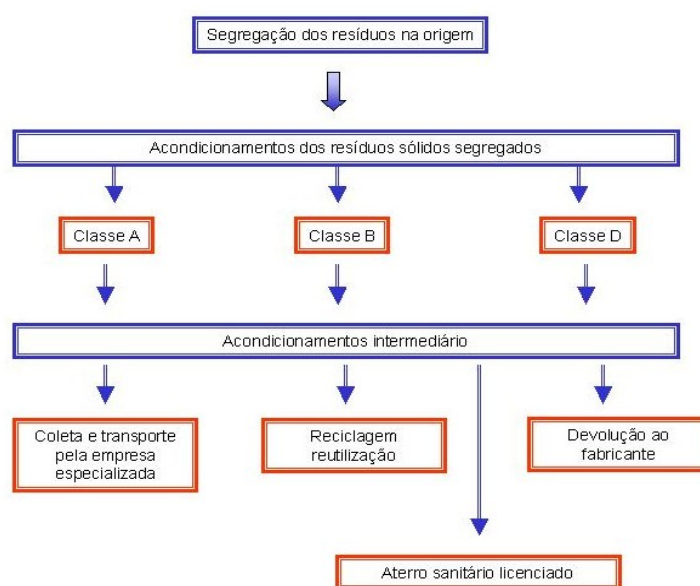 Segregação dos resíduos na origem
Acondicionamentos dos resíduos sólidos segregados
Classe A
Classe B
Classe D
Acondicionamentos intermediário
Coleta e transporte
pela empresa
especializada
Reciclagem
reutilização
Devolução ao
fabricante
Aterro sanitário licenciado